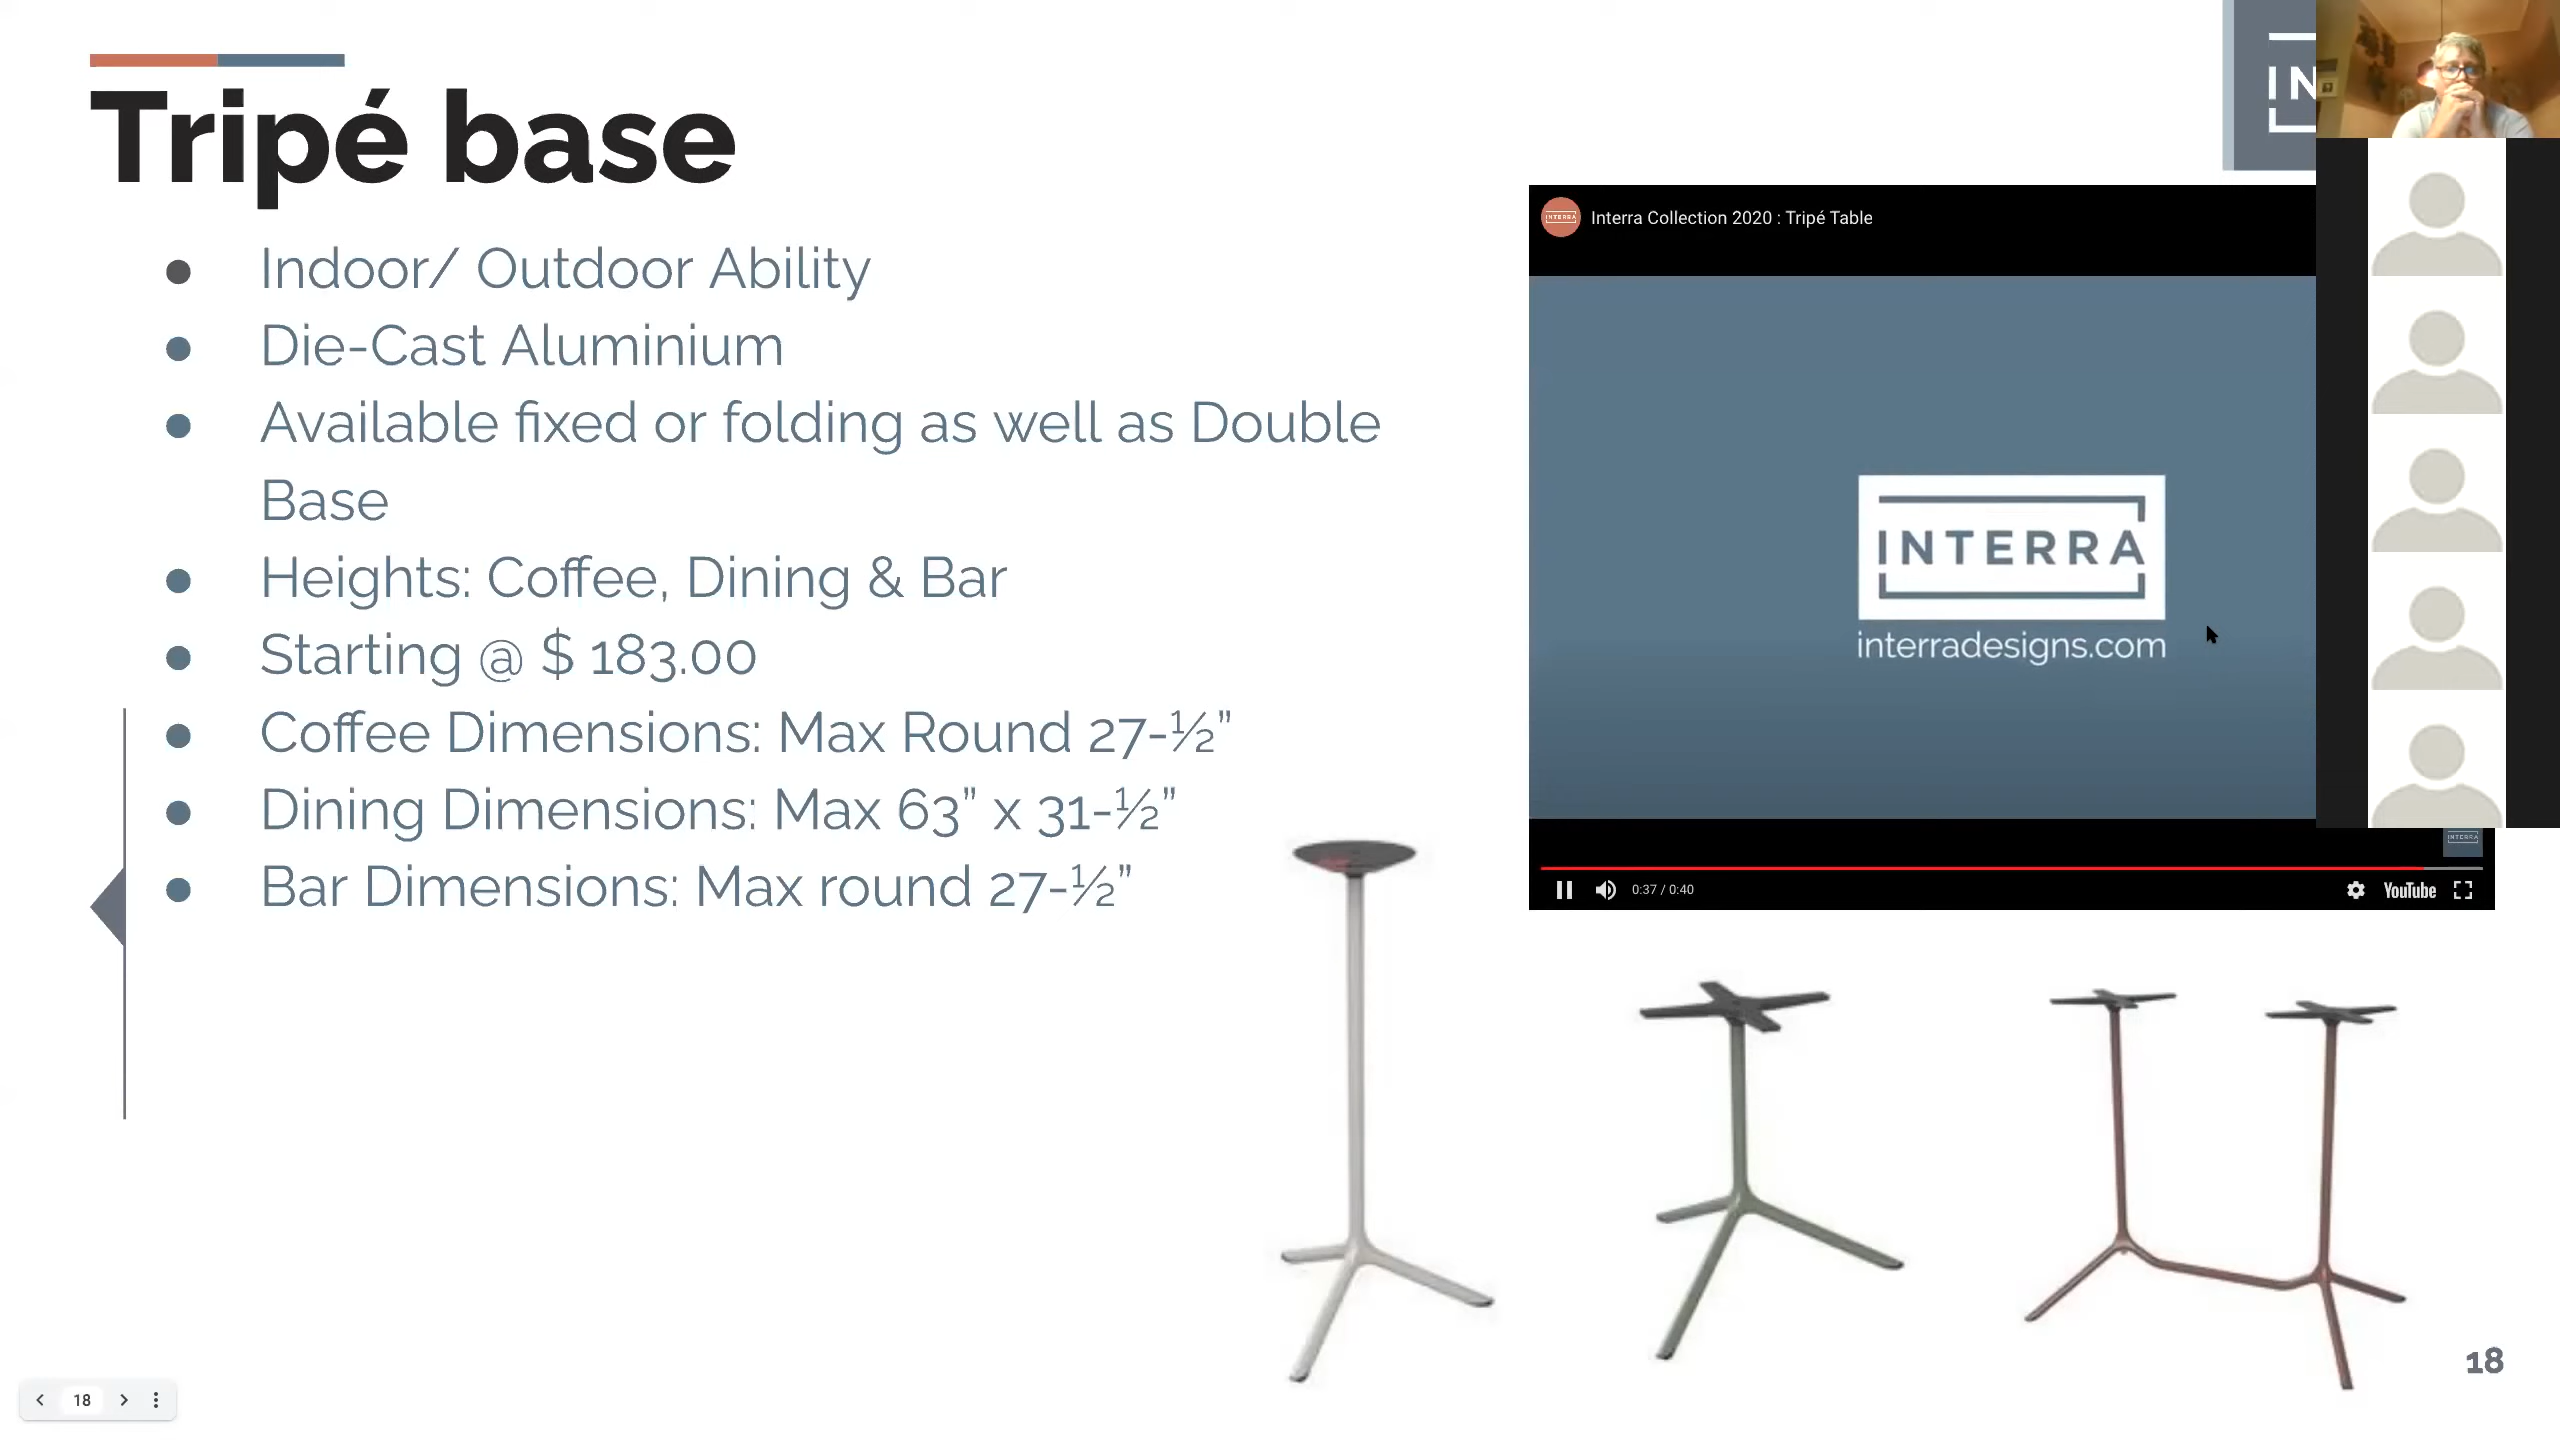 Tripé base
IN
Indoor/ Outdoor Ability
Die-Cast Aluminium
Available fixed or folding as well as Double
Base
Heights: Coffee, Dining & Bar
Starting @ $ 183.00
Coffee Dimensions: Max Round 27-½”
Dining Dimensions: Max 63” x 31-½”
Bar Dimensions: Max round 27-½”
INTERRA
Interra Collection 2020 : Tripé Table
INTERRA
interradesigns.com
INTERRA
0:37 / 0:40
YouTube
18
18